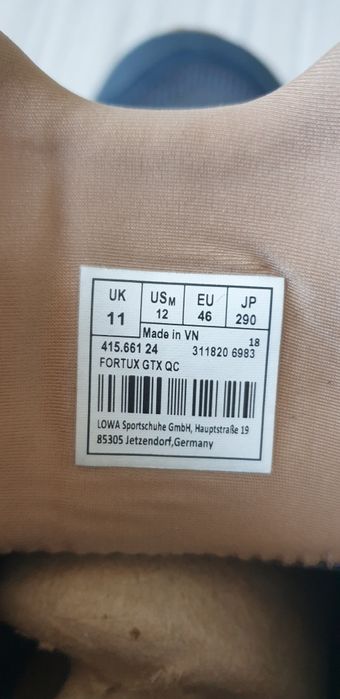 UK USM EU JP
11 12 46 290
Made in VN 18
415.661 24 311820 6983
FORTUX GTX QC
LOWA Sportschuhe GmbH, Hauptstraße 19
85305 Jetzendorf,Germany